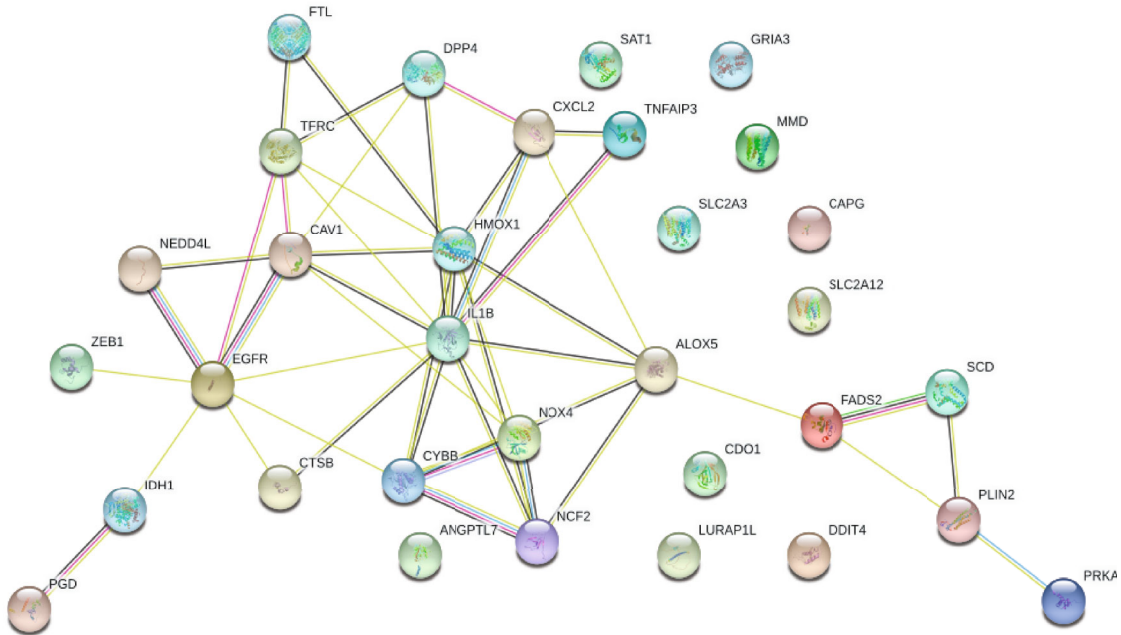 FTL
DPP4
SAT1
GRIA3
CXCL2
TNFAIP3
TFRC
MMD
SLC2A3
CAPG
HMOX1
CAV1
NEDD4L
SLC2A12
IL1B
ZEB1
EGFR
ALOX5
SCD
FADS2
NOX4
CTSB
CYBB
CDO1
IDH1
PLIN2
NCF2
ANGPTL7
LURAP1L
DDIT4
PGD
PRKA